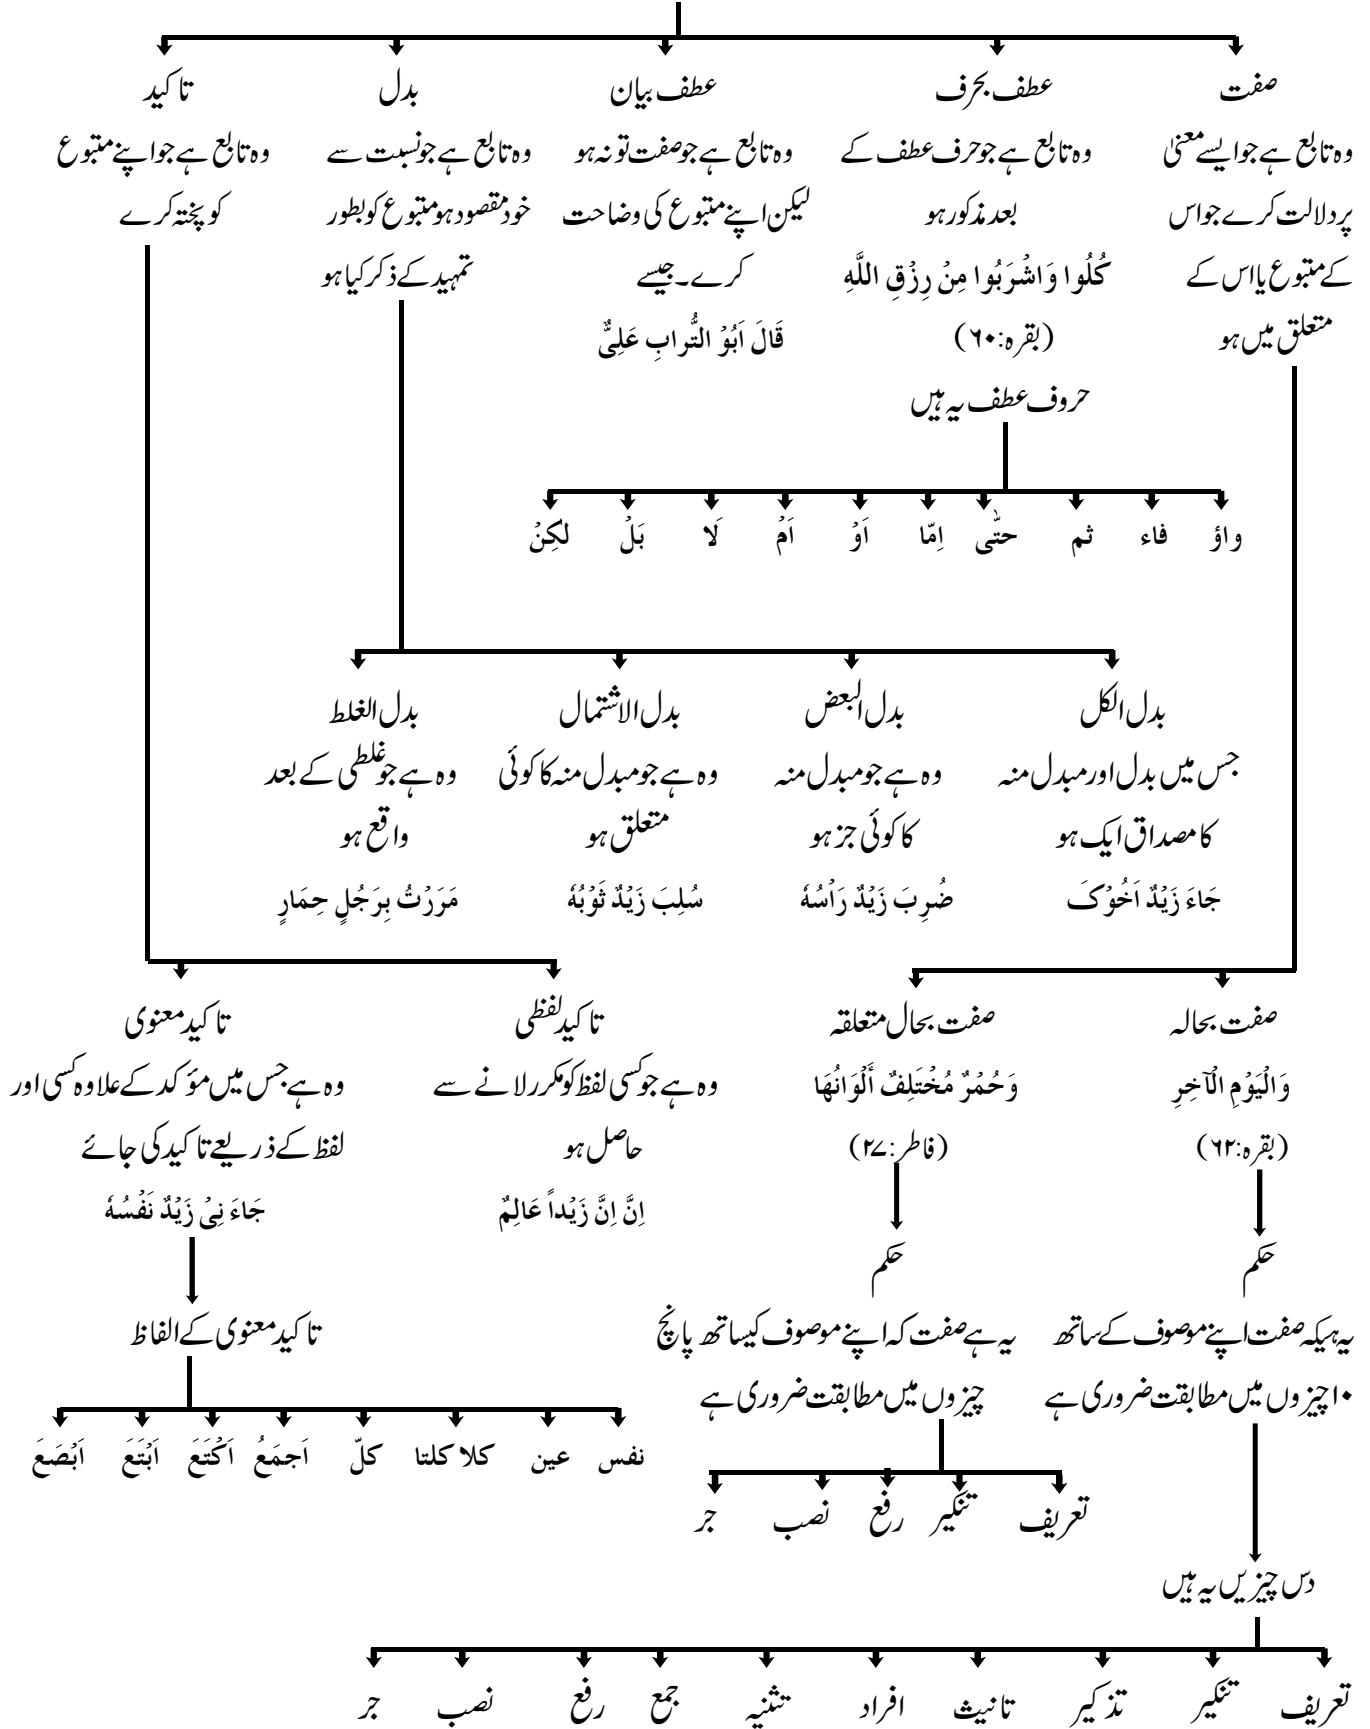 صفت
وہ تابع ہے جو ایسے معنیٰ
پر دلالت کرے جو اس
کے متبوع یا اس کے
متعلق میں ہو
عطف بحرف
وہ تابع ہے جو حرف عطف کے
بعد مذکور ہو
كُلُوا وَاشْرَبُوا مِنْ رِزْقِ اللَّهِ
(بقرہ:۶۰)
حروف عطف یہ ہیں
واؤ فاء ثم حتّٰی اِمّا اَوْ اَمْ لَا بَلْ لکِنْ
عطف بیان
وہ تابع ہے جو صفت تو نہ ہو
لیکن اپنے متبوع کی وضاحت
کرے۔ جیسے
قَالَ اَبُوْ التُّرابِ عَلِیٌّ
بدل
وہ تابع ہے جو نسبت سے
خود مقصود ہو متبوع کو بطور
تمہید کے ذکر کیا ہو
تاکید
وہ تابع ہے جو اپنے متبوع
کو پختہ کرے
بدل الکل
جس میں بدل اور مبدل منہ
کا مصداق ایک ہو
جَاءَ زَیْدٌ اَخُوْکَ
بدل البعض
وہ ہے جو مبدل منہ
کا کوئی جز ہو
ضُرِبَ زَیْدٌ رَاْسُهٗ
بدل الاشتمال
وہ ہے جو مبدل منہ کا کوئی
متعلق ہو
سُلِبَ زَیْدٌ ثَوْبُهٗ
بدل الغلط
وہ ہے جو غلطی کے بعد
واقع ہو
مَرَرْتُ بِرَجُلٍ حِمَارٍ
صفت بحالہ
وَالْیَوْمِ الْآخِرِ
(بقرہ:۶۲)
حکم
یہ ہیکہ صفت اپنے موصوف کے ساتھ
۱۰ چیزوں میں مطابقت ضروری ہے
دس چیزیں یہ ہیں
تعریف تنکیر تذکیر تانیث افراد تثنیہ جمع رفع نصب جر
صفت بحال متعلقہ
وَحُمْرٌ مُخْتَلِفٌ أَلْوَانُهَا
(فاطر:۲۷)
حکم
یہ ہے صفت کہ اپنے موصوف کیساتھ پانچ
چیزوں میں مطابقت ضروری ہے
تعریف تنکیر رفع نصب جر
تاکید لفظی
وہ ہے جو کسی لفظ کو مکرر لانے سے
حاصل ہو
اِنَّ اِنَّ زَیْداً عَالِمٌ
تاکید معنوی
وہ ہے جس میں مؤکد کے علاوہ کسی اور
لفظ کے ذریعے تاکید کی جائے
جَاءَ نِیْ زَیْدٌ نَفْسُهٗ
تاکید معنوی کے الفاظ
نفس عین کلا کلتا کلّ اَجمَعُ اَکْتَعَ اَبْتَعَ اَبْصَعَ